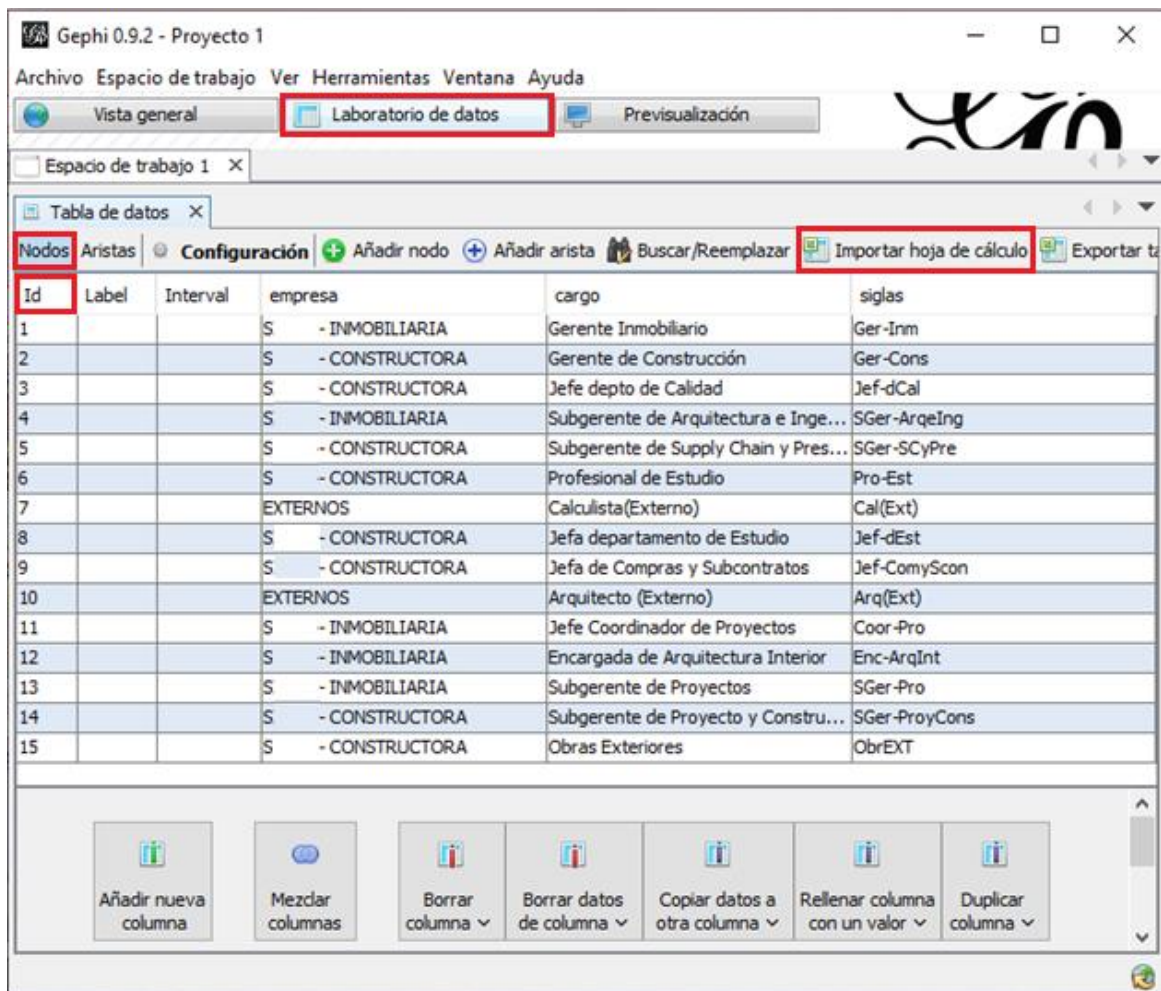 Gephi 0.9.2 - Proyecto 1
Archivo Espacio de trabajo Ver Herramientas Ventana Ayuda
Vista general Laboratorio de datos Previsualización
Espacio de trabajo 1 X
Tabla de datos X
Nodos Aristas Configuración Añadir nodo Añadir arista Buscar/Reemplazar Importar hoja de cálculo Exportar ta
Id Label Interval empresa cargo siglas
1 S - INMOBILIARIA Gerente Inmobiliario Ger-Inm
2 S - CONSTRUCTORA Gerente de Construcción Ger-Cons
3 S - CONSTRUCTORA Jefe depto de Calidad Jef-dCal
4 S - INMOBILIARIA Subgerente de Arquitectura e Inge... SGer-ArqeIng
5 S - CONSTRUCTORA Subgerente de Supply Chain y Pres... SGer-SCyPre
6 S - CONSTRUCTORA Profesional de Estudio Pro-Est
7 EXTERNOS Calculista(Externo) Cal(Ext)
8 S - CONSTRUCTORA Jefa departamento de Estudio Jef-dEst
9 S - CONSTRUCTORA Jefa de Compras y Subcontratos Jef-ComyScon
10 EXTERNOS Arquitecto (Externo) Arq(Ext)
11 S - INMOBILIARIA Jefe Coordinador de Proyectos Coor-Pro
12 S - INMOBILIARIA Encargada de Arquitectura Interior Enc-ArqInt
13 S - INMOBILIARIA Subgerente de Proyectos SGer-Pro
14 S - CONSTRUCTORA Subgerente de Proyecto y Constru... SGer-ProyCons
15 S - CONSTRUCTORA Obras Exteriores ObrEXT
Añadir nueva Mezclar Borrar Borrar datos Copiar datos a Rellenar columna Duplicar
columna columnas columna de columna otra columna con un valor columna